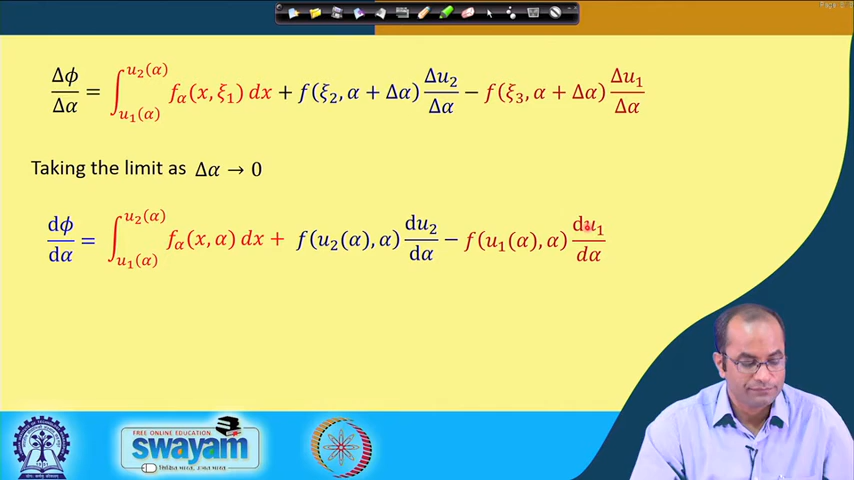 Δϕ/Δα = ∫_{u₁(α)}^{u₂(α)} f_α(x, ξ₁) dx + f(ξ₂, α + Δα) Δu₂/Δα − f(ξ₃, α + Δα) Δu₁/Δα
Taking the limit as Δα → 0
dϕ/dα = ∫_{u₁(α)}^{u₂(α)} f_α(x, α) dx + f(u₂(α), α) du₂/dα − f(u₁(α), α) du₁/dα
FREE ONLINE EDUCATION
swayam